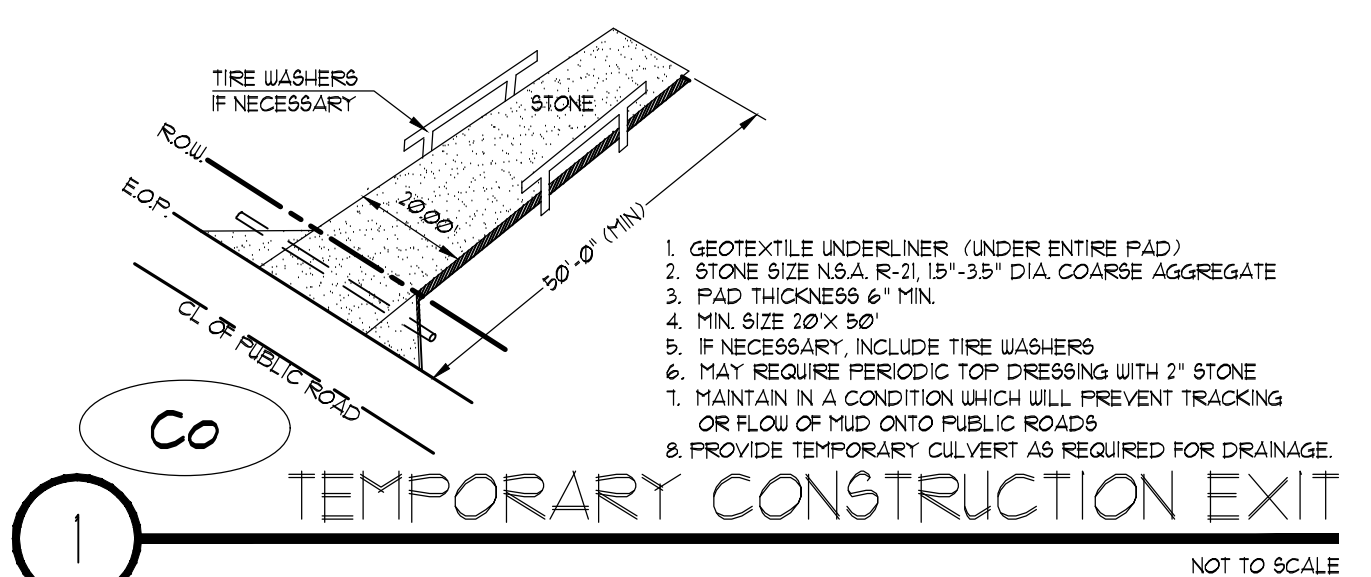 TIRE WASHERS
IF NECESSARY
STONE
R.O.W.
E.O.P.
20.00'
50'-0" (MIN)
CL OF PUBLIC ROAD
1. GEOTEXTILE UNDERLINER (UNDER ENTIRE PAD)
2. STONE SIZE N.S.A. R-21, 1.5"-3.5" DIA. COARSE AGGREGATE
3. PAD THICKNESS 6" MIN.
4. MIN. SIZE 20'X 50'
5. IF NECESSARY, INCLUDE TIRE WASHERS
6. MAY REQUIRE PERIODIC TOP DRESSING WITH 2" STONE
7. MAINTAIN IN A CONDITION WHICH WILL PREVENT TRACKING
OR FLOW OF MUD ONTO PUBLIC ROADS
8. PROVIDE TEMPORARY CULVERT AS REQUIRED FOR DRAINAGE.
Co
TEMPORARY CONSTRUCTION EXIT
1
NOT TO SCALE